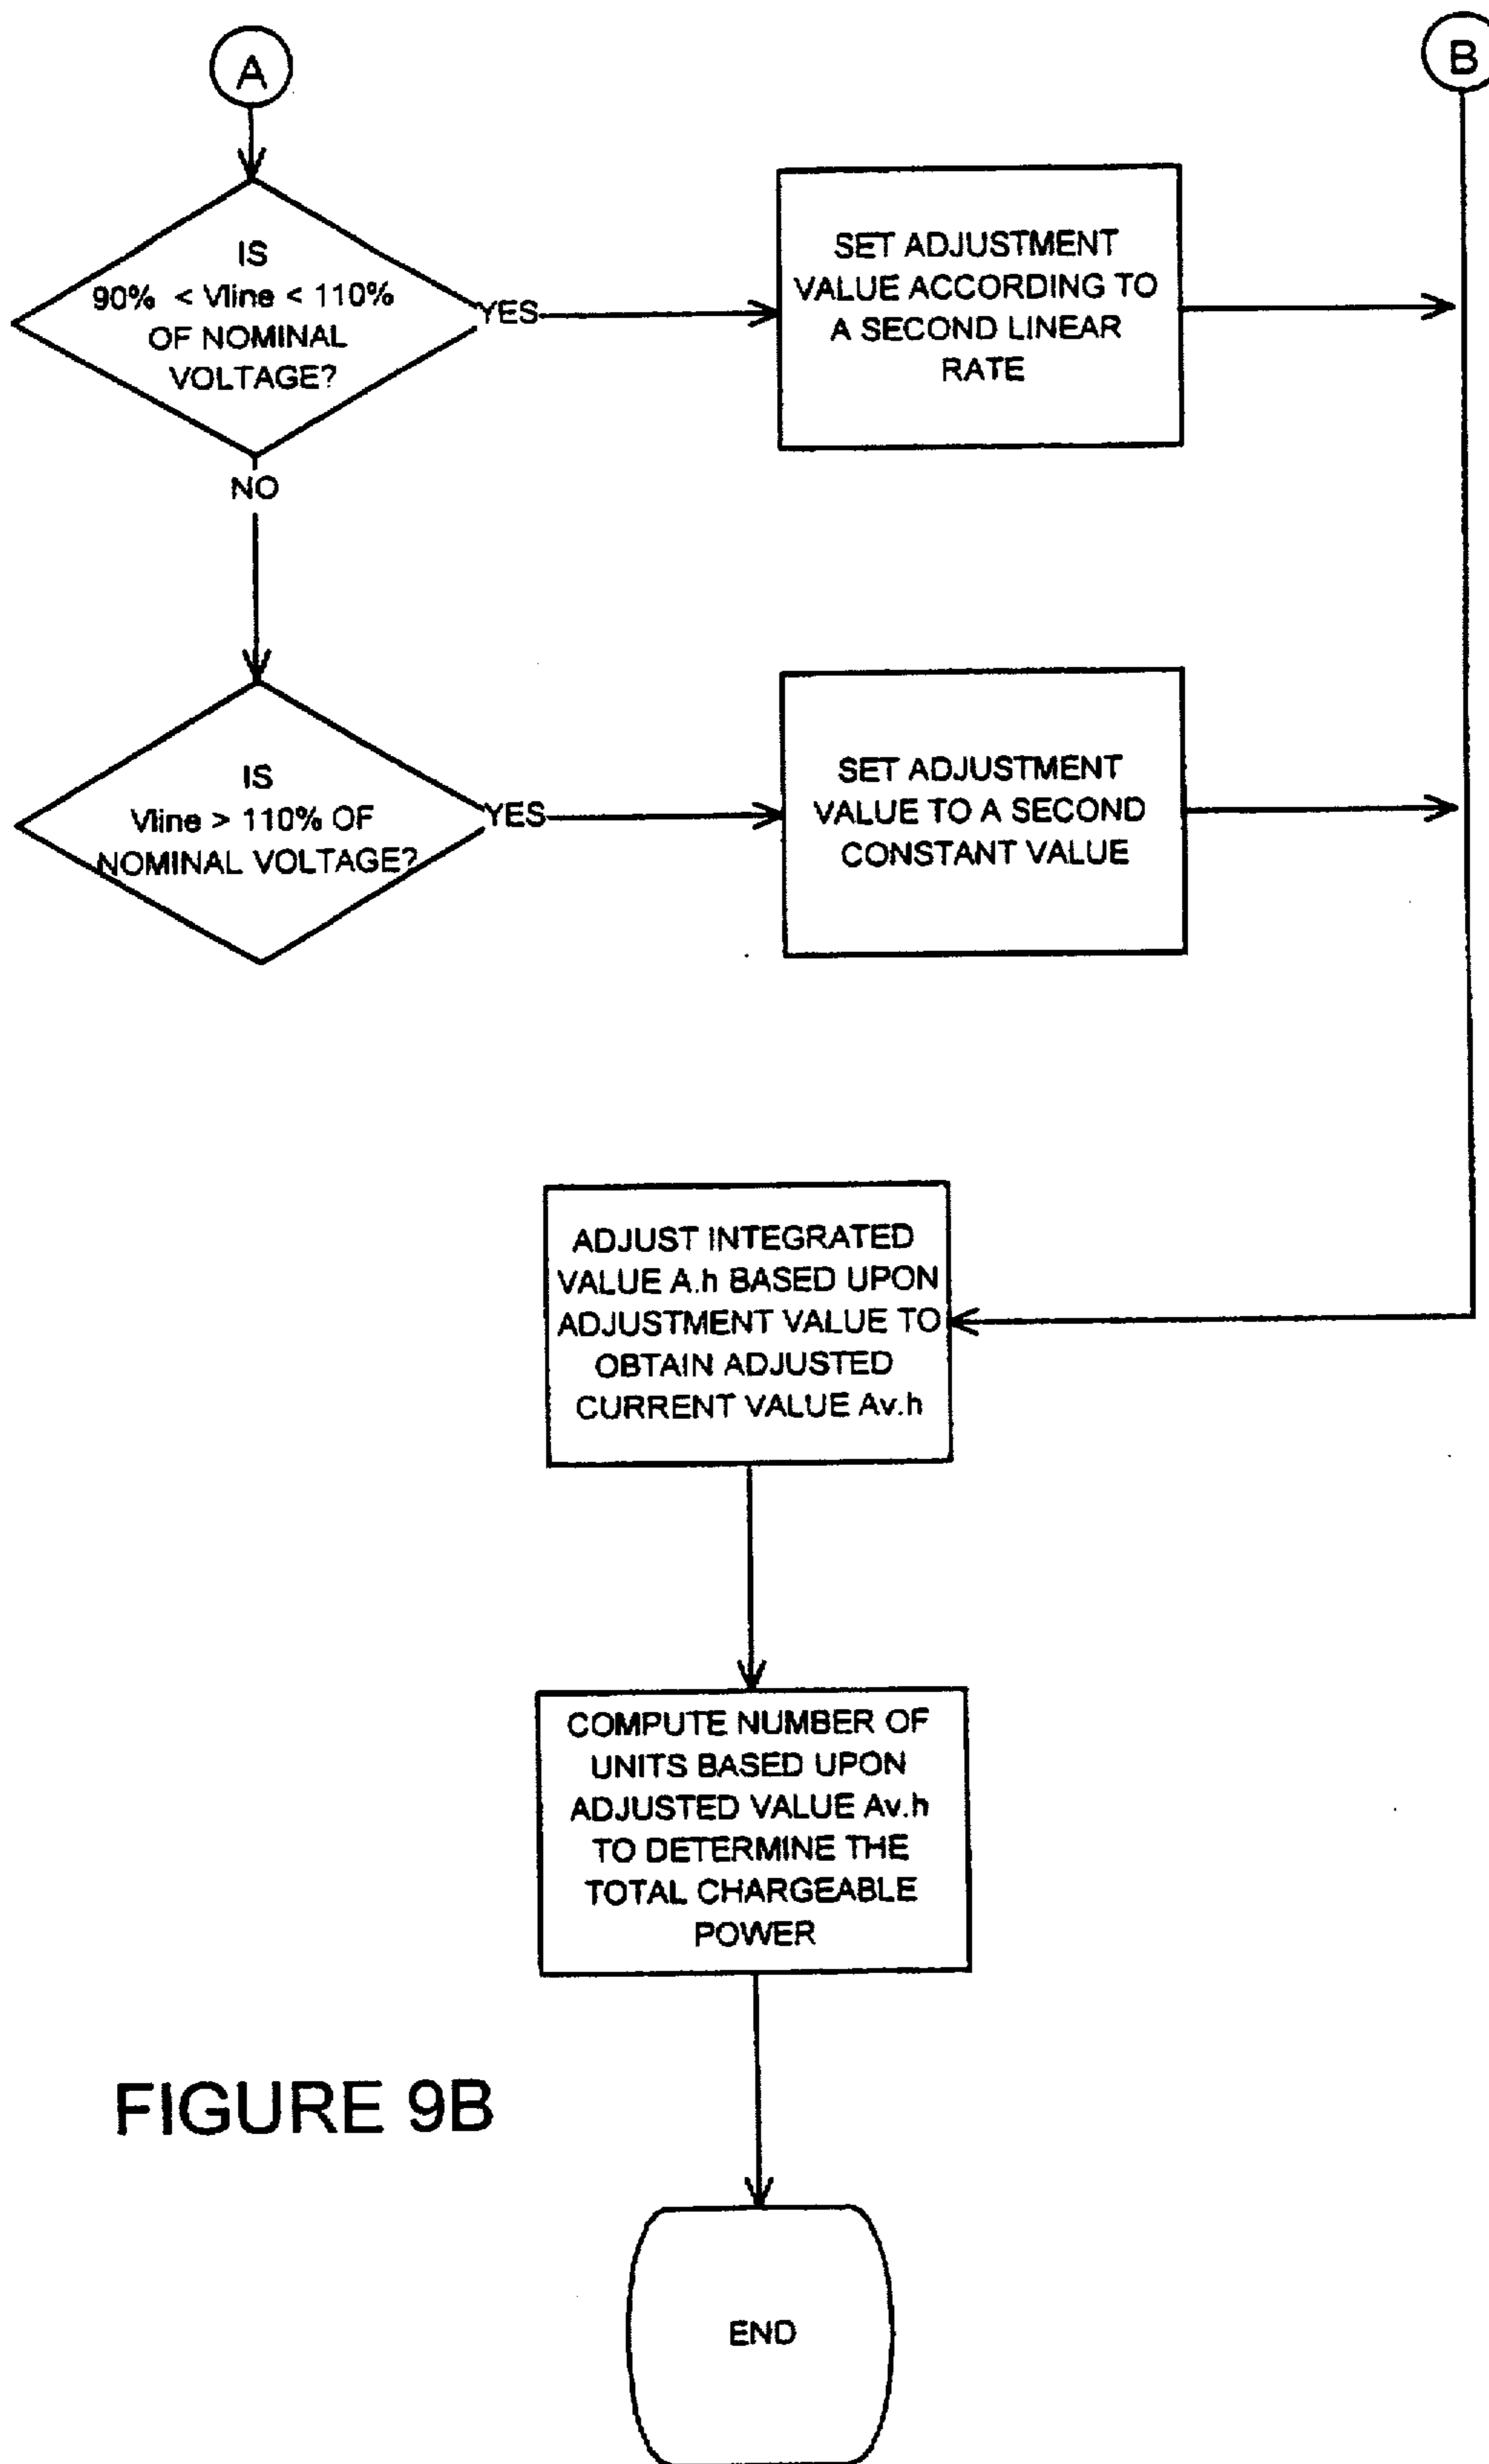 A
B
IS
90% < Vline < 110%
OF NOMINAL
VOLTAGE?
YES
SET ADJUSTMENT
VALUE ACCORDING TO
A SECOND LINEAR
RATE
NO
IS
Vline > 110% OF
NOMINAL VOLTAGE?
YES
SET ADJUSTMENT
VALUE TO A SECOND
CONSTANT VALUE
ADJUST INTEGRATED
VALUE A.h BASED UPON
ADJUSTMENT VALUE TO
OBTAIN ADJUSTED
CURRENT VALUE Av.h
COMPUTE NUMBER OF
UNITS BASED UPON
ADJUSTED VALUE Av.h
TO DETERMINE THE
TOTAL CHARGEABLE
POWER
FIGURE 9B
END